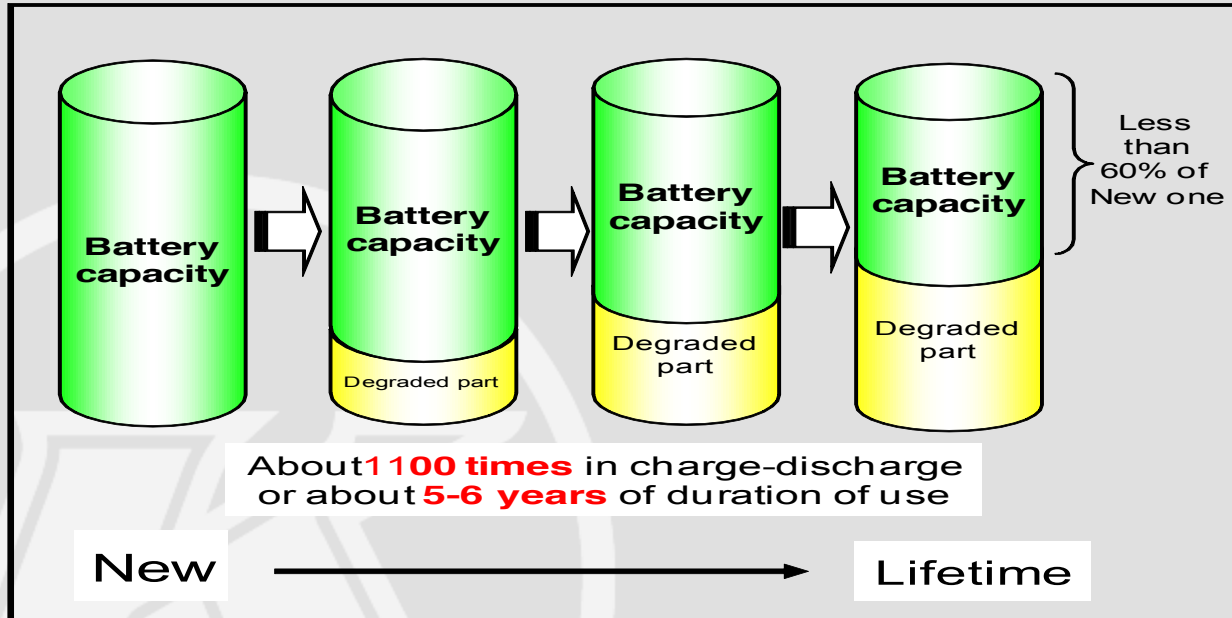 Battery
capacity
Battery
capacity
Degraded part
Battery
capacity
Degraded
part
Battery
capacity
Degraded
part
Less
than
60% of
New one
About1100 times in charge-discharge
or about 5-6 years of duration of use
New
Lifetime